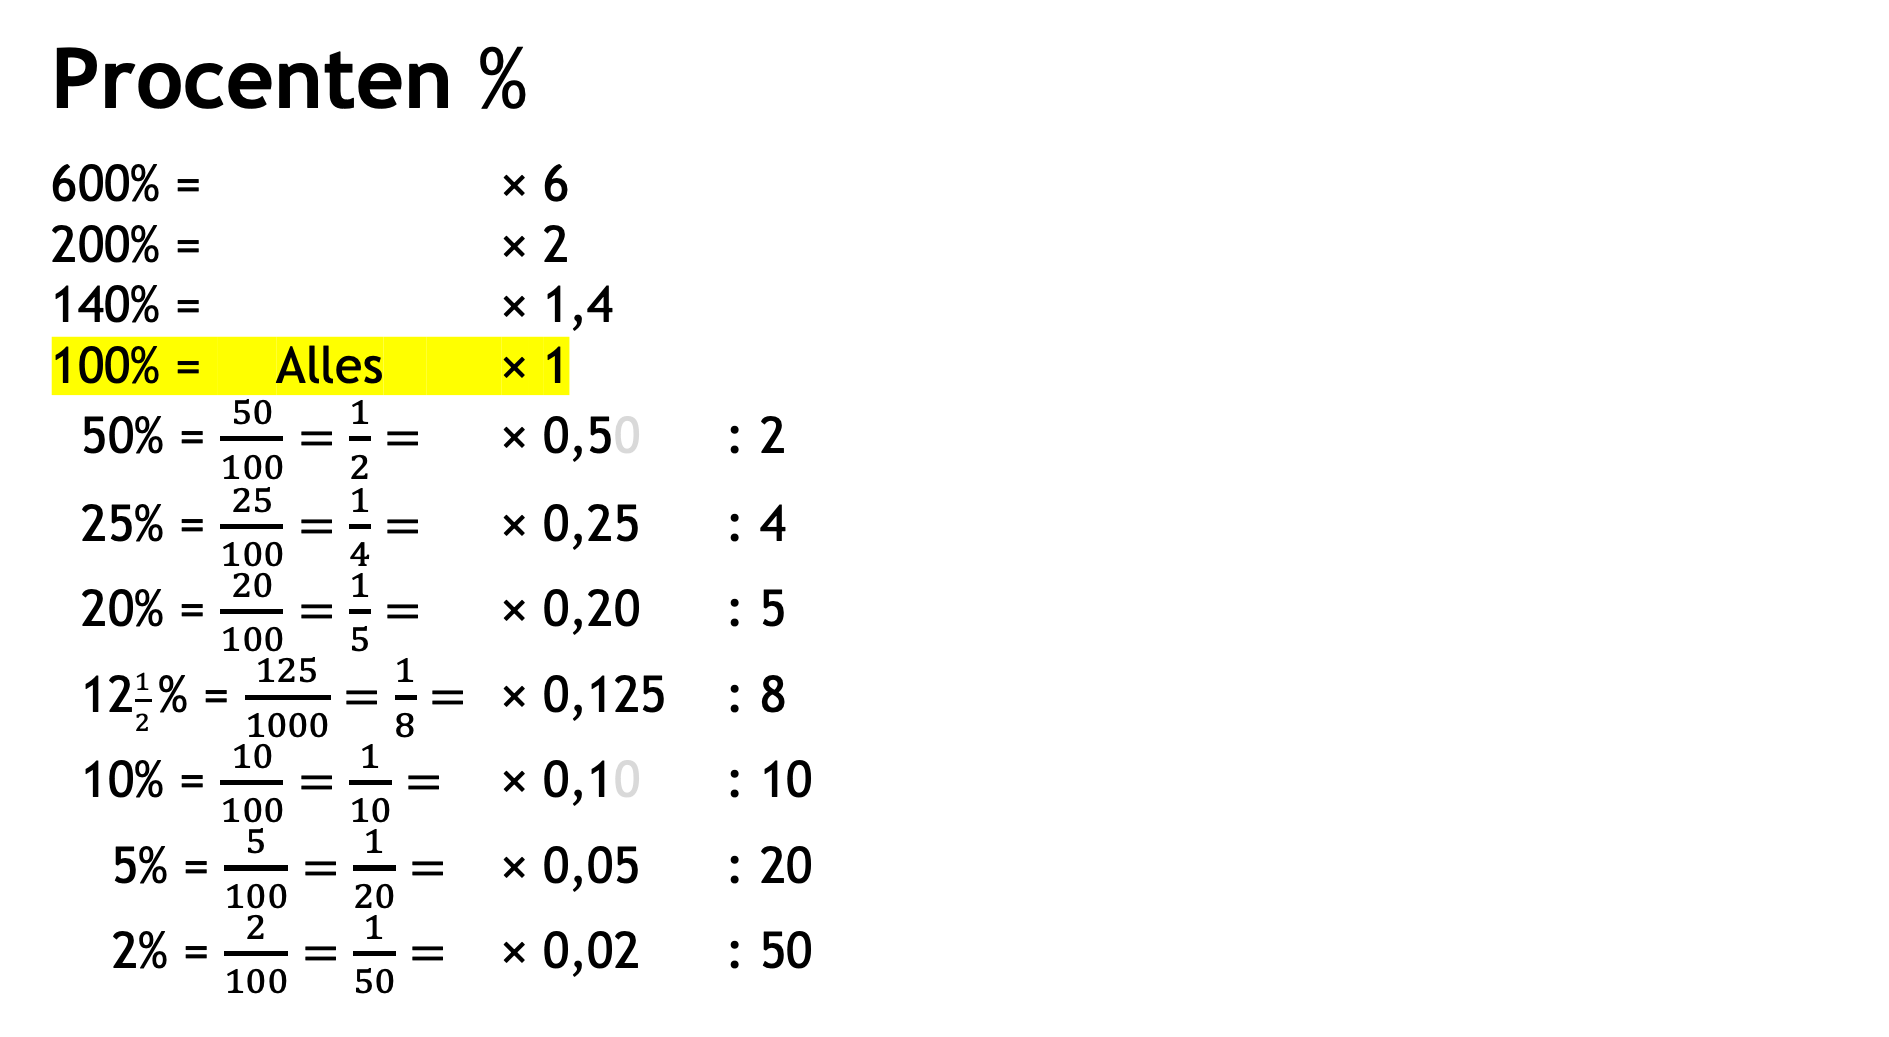 Procenten %
600% = × 6
200% = × 2
140% = × 1,4
100% = Alles × 1
50% = 50/100 = 1/2 = × 0,50 : 2
25% = 25/100 = 1/4 = × 0,25 : 4
20% = 20/100 = 1/5 = × 0,20 : 5
12 1/2 % = 125/1000 = 1/8 = × 0,125 : 8
10% = 10/100 = 1/10 = × 0,10 : 10
5% = 5/100 = 1/20 = × 0,05 : 20
2% = 2/100 = 1/50 = × 0,02 : 50